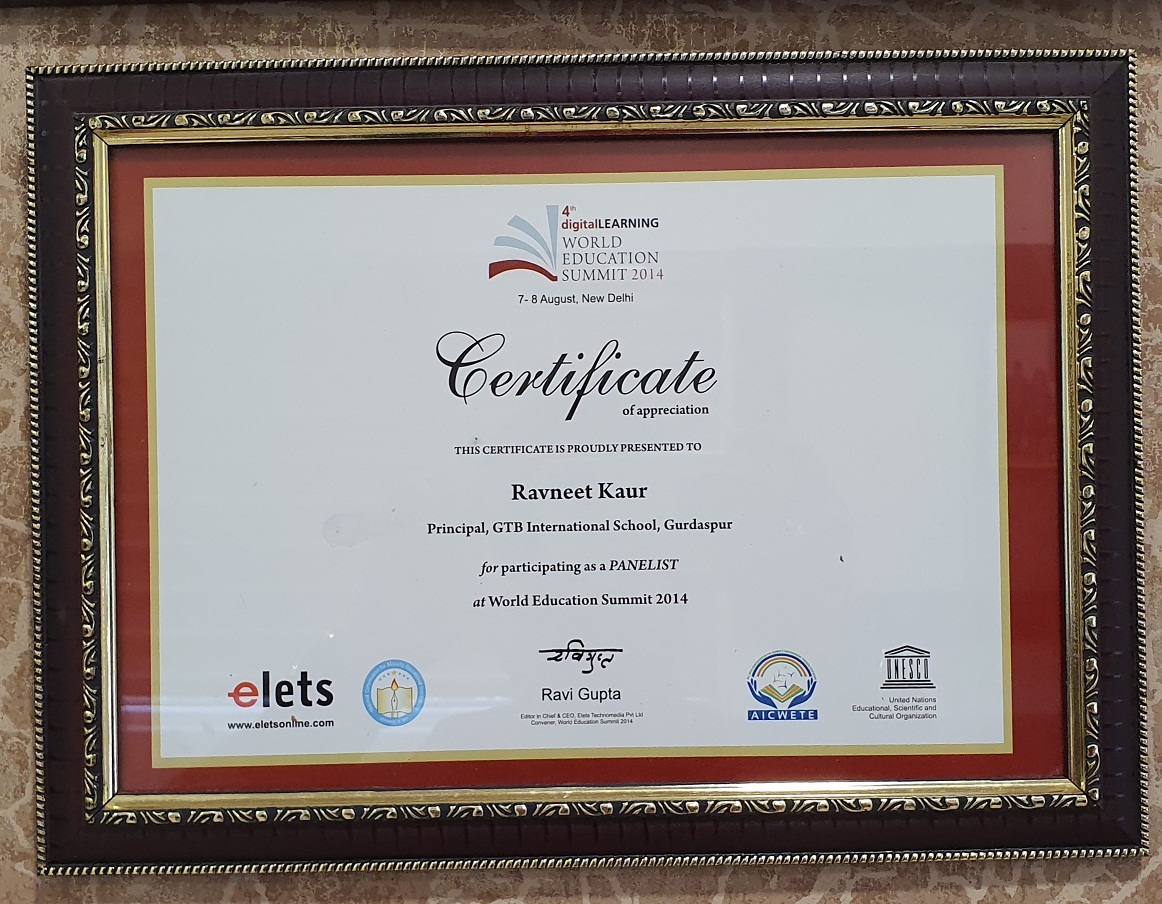 4th
digitalLEARNING
WORLD
EDUCATION
SUMMIT 2014
7- 8 August, New Delhi
Certificate
of appreciation
THIS CERTIFICATE IS PROUDLY PRESENTED TO
Ravneet Kaur
Principal, GTB International School, Gurdaspur
for participating as a PANELIST
at World Education Summit 2014
elets
www.eletsonline.com
रवि गुप्त
Ravi Gupta
Editor in Chief & CEO, Elets Technomedia Pvt Ltd
Convener, World Education Summit 2014
AICWETE
UNESCO
United Nations
Educational, Scientific and
Cultural Organization